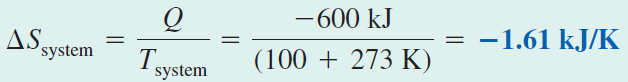 ΔS_system = Q / T_system = −600 kJ / (100 + 273 K) = −1.61 kJ/K